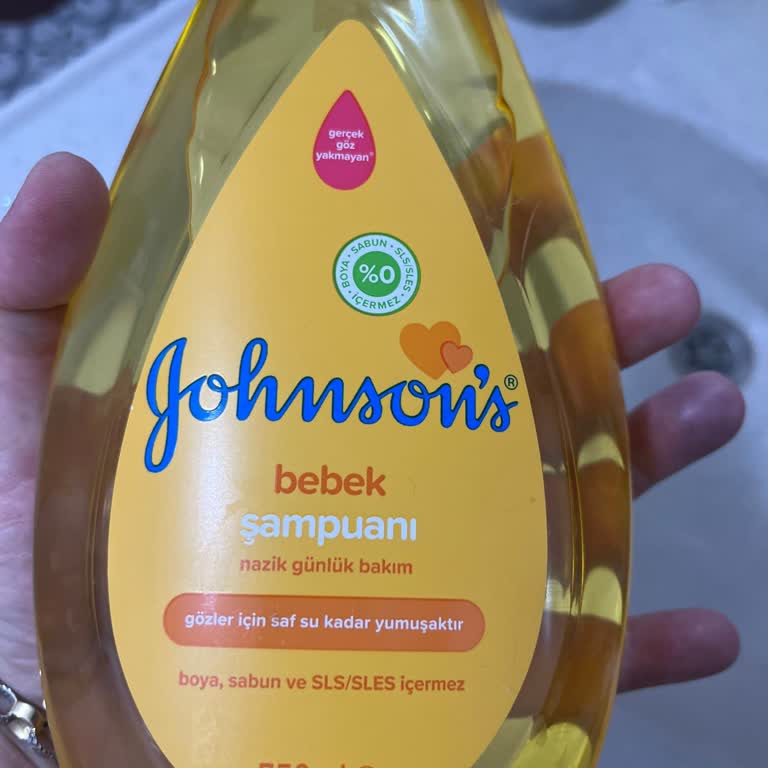 gerçek
göz
yakmayan®
BOYA • SABUN • SLS/SLES •
%0
İÇERMEZ
Johnson's®
bebek
şampuanı
nazik günlük bakım
gözler için saf su kadar yumuşaktır
boya, sabun ve SLS/SLES içermez